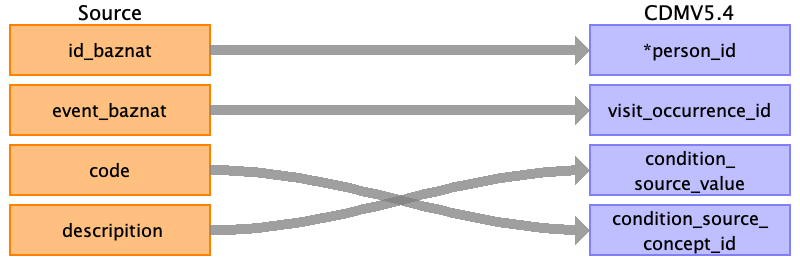 Source CDMV5.4
id_baznat *person_id
event_baznat visit_occurrence_id
code condition_
source_value
descripition condition_source_
concept_id